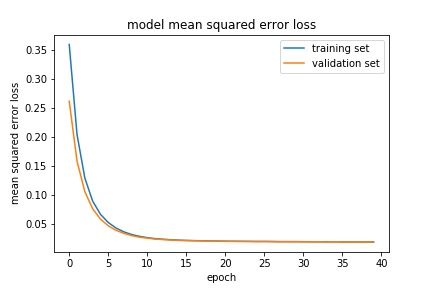 model mean squared error loss
training set
validation set
mean squared error loss
0.35
0.30
0.25
0.20
0.15
0.10
0.05
0 5 10 15 20 25 30 35 40
epoch